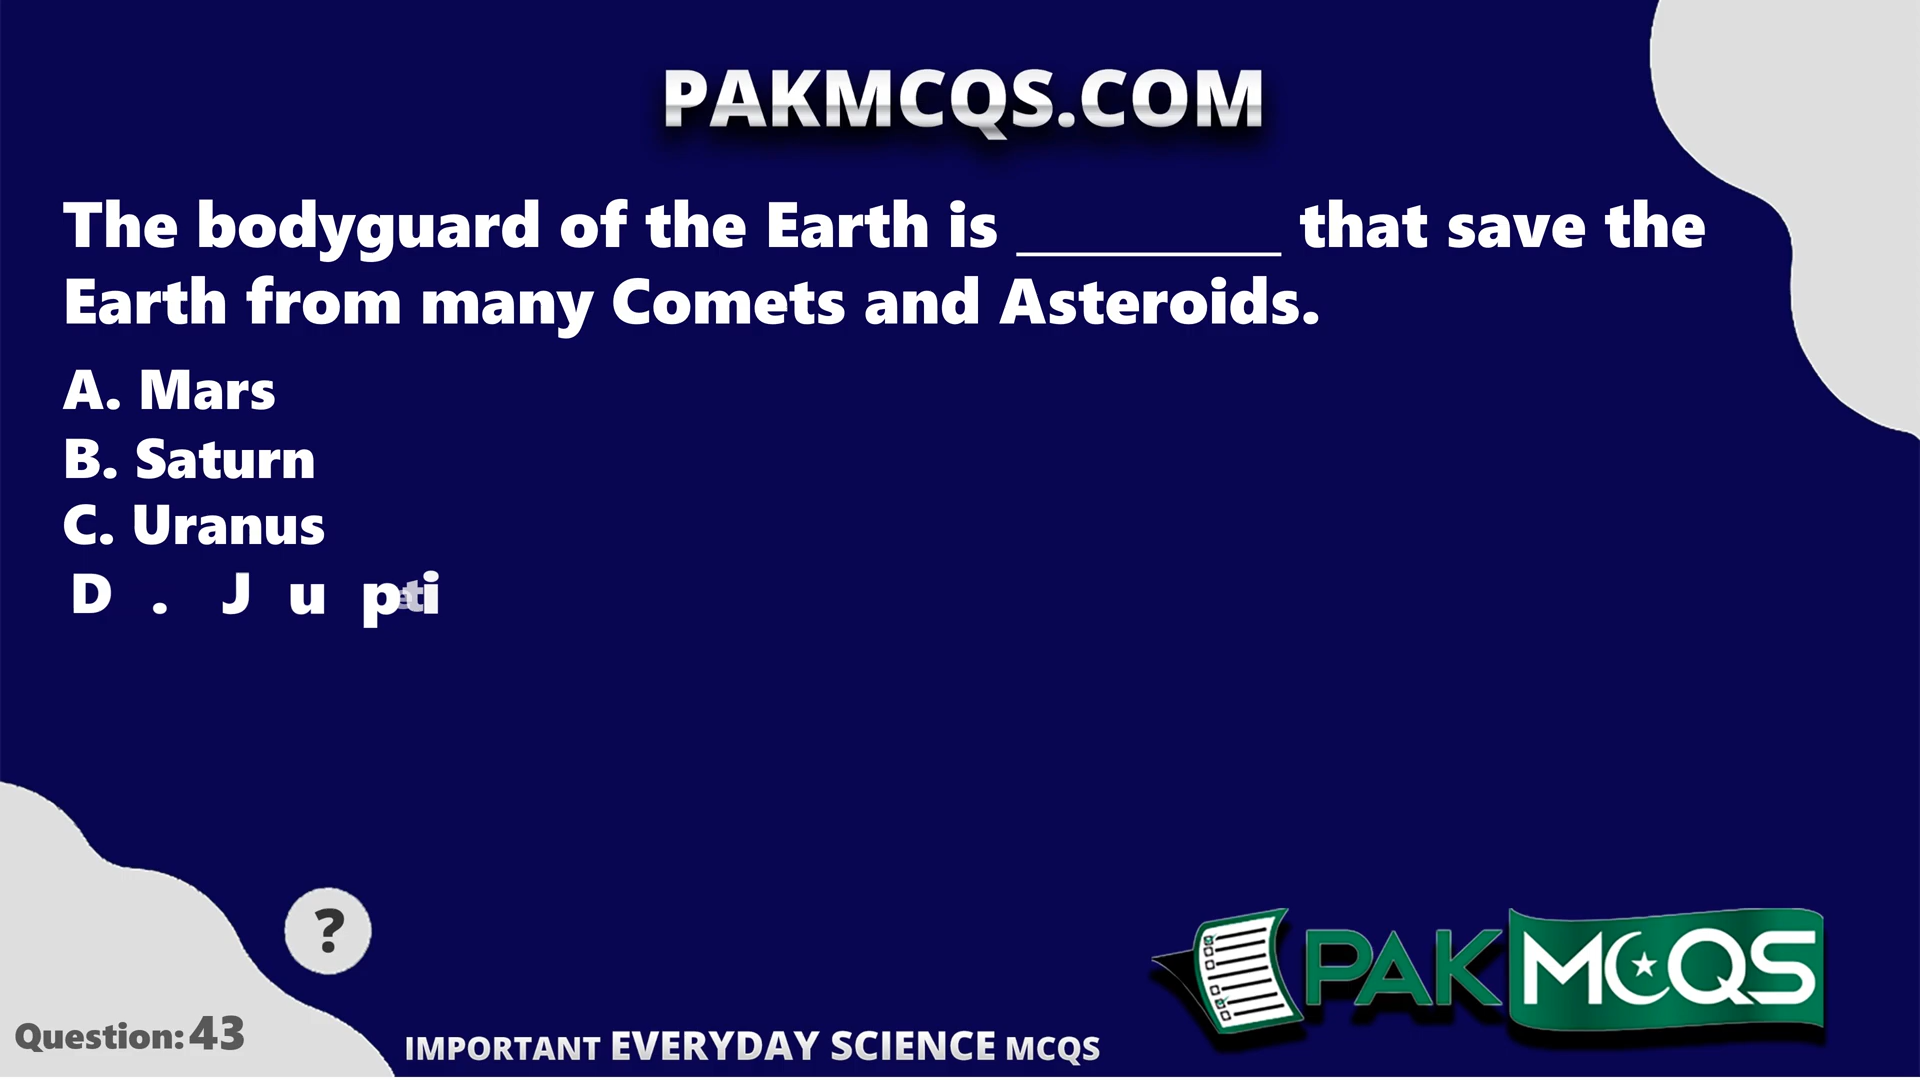 PAKMCQS.COM
The bodyguard of the Earth is ________ that save the
Earth from many Comets and Asteroids.
A. Mars
B. Saturn
C. Uranus
D. Jupi
?
PAKMCQS
Question: 43
IMPORTANT EVERYDAY SCIENCE MCQS